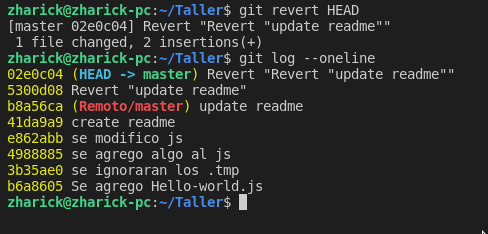 zharick@zharick-pc:~/Taller$ git revert HEAD
[master 02e0c04] Revert "Revert "update readme""
 1 file changed, 2 insertions(+)
zharick@zharick-pc:~/Taller$ git log --oneline
02e0c04 (HEAD -> master) Revert "Revert "update readme""
5300d08 Revert "update readme"
b8a56ca (Remoto/master) update readme
41da9a9 create readme
e862abb se modifico js
4988885 se agrego algo al js
3b35ae0 se ignoraran los .tmp
b6a8605 Se agrego Hello-world.js
zharick@zharick-pc:~/Taller$